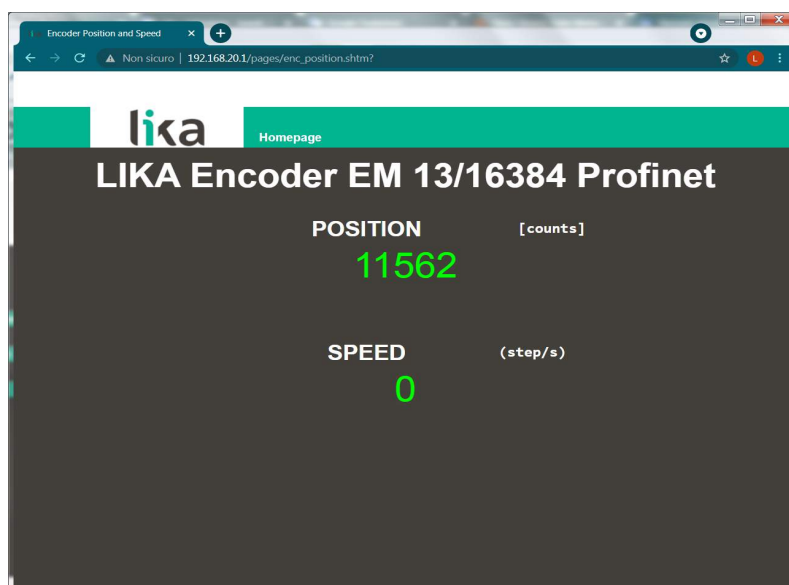 Encoder Position and Speed
Non sicuro | 192.168.20.1/pages/enc_position.shtm?
L
lika
Homepage
LIKA Encoder EM 13/16384 Profinet
POSITION [counts]
11562
SPEED (step/s)
0